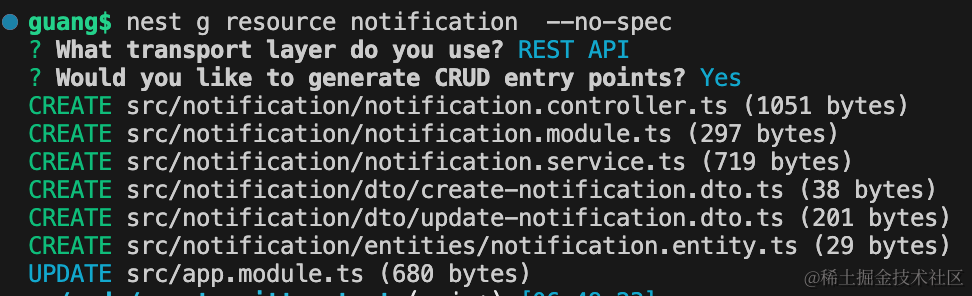 guang$ nest g resource notification  --no-spec
? What transport layer do you use? REST API
? Would you like to generate CRUD entry points? Yes
CREATE src/notification/notification.controller.ts (1051 bytes)
CREATE src/notification/notification.module.ts (297 bytes)
CREATE src/notification/notification.service.ts (719 bytes)
CREATE src/notification/dto/create-notification.dto.ts (38 bytes)
CREATE src/notification/dto/update-notification.dto.ts (201 bytes)
CREATE src/notification/entities/notification.entity.ts (29 bytes)
UPDATE src/app.module.ts (680 bytes)
@稀土掘金技术社区